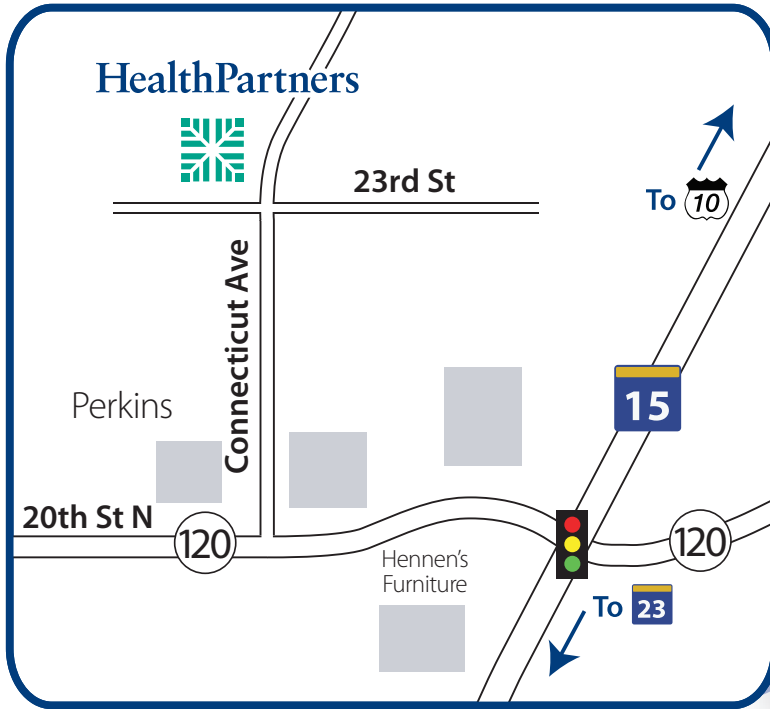 HealthPartners
23rd St
To 10
Connecticut Ave
15
Perkins
20th St N
120
120
Hennen's
Furniture
To 23